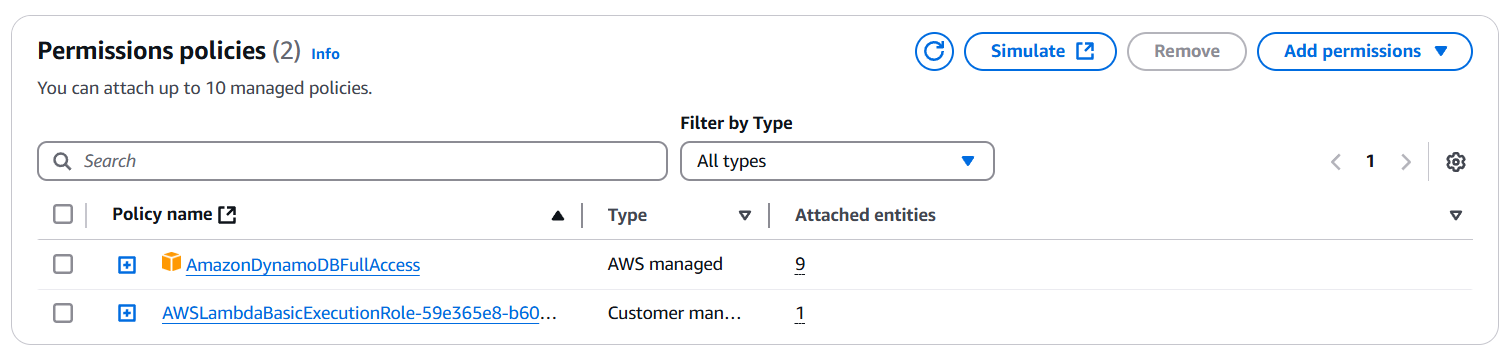 Permissions policies (2) Info
Simulate
Remove
Add permissions
You can attach up to 10 managed policies.
Filter by Type
Search
All types
1
Policy name
Type
Attached entities
AmazonDynamoDBFullAccess
AWS managed
9
AWSLambdaBasicExecutionRole-59e365e8-b60…
Customer man…
1